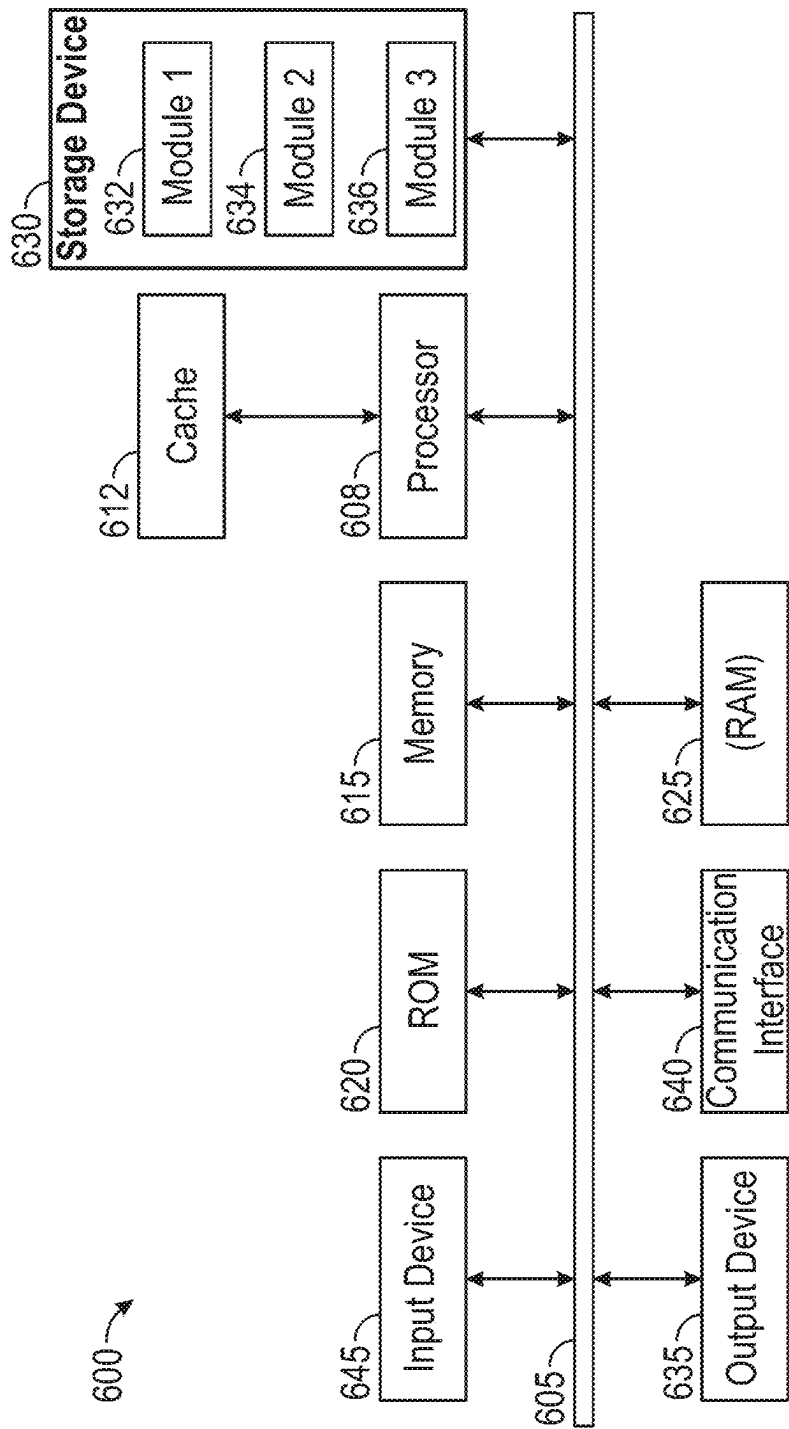 600
630
Storage Device
632
Module 1
634
Module 2
636
Module 3
612
Cache
645
Input Device
620
ROM
615
Memory
608
Processor
605
635
Output Device
640
Communication
Interface
625
(RAM)